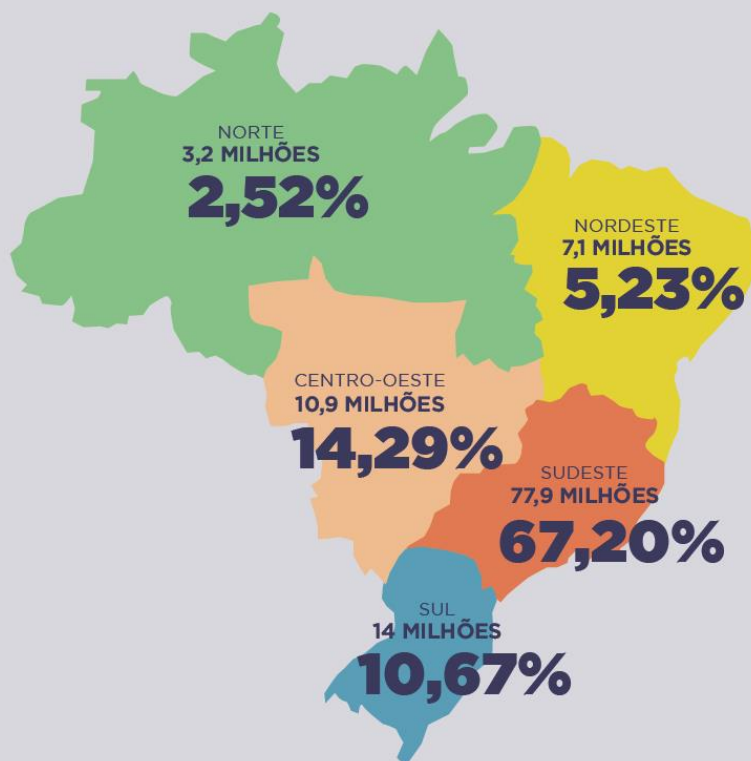 NORTE
3,2 MILHÕES
2,52%
NORDESTE
7,1 MILHÕES
5,23%
CENTRO-OESTE
10,9 MILHÕES
14,29%
SUDESTE
77,9 MILHÕES
67,20%
SUL
14 MILHÕES
10,67%